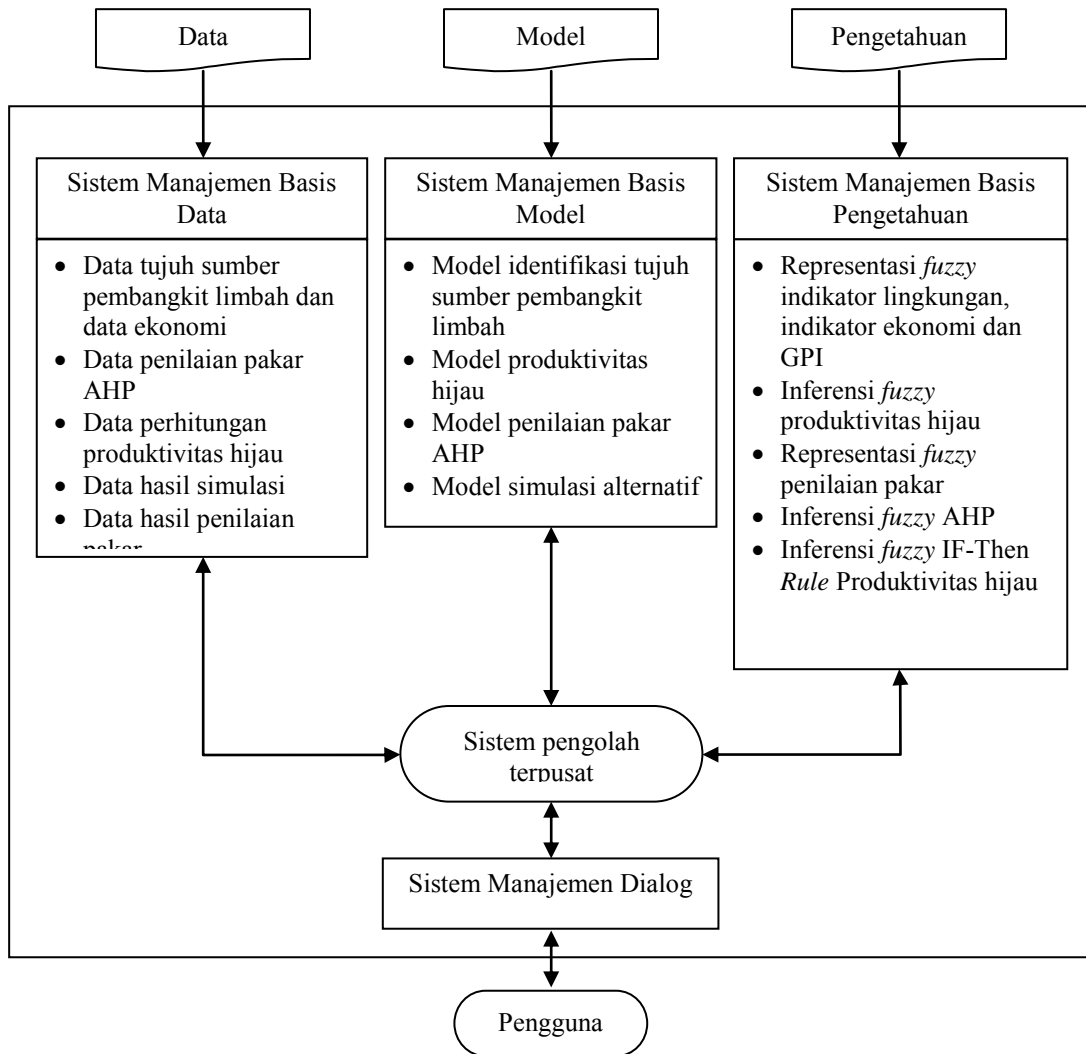 Data
Model
Pengetahuan
Sistem Manajemen Basis
Data
• Data tujuh sumber
pembangkit limbah dan
data ekonomi
• Data penilaian pakar
AHP
• Data perhitungan
produktivitas hijau
• Data hasil simulasi
• Data hasil penilaian
pakar
Sistem Manajemen Basis
Model
• Model identifikasi tujuh
sumber pembangkit
limbah
• Model produktivitas
hijau
• Model penilaian pakar
AHP
• Model simulasi alternatif
Sistem Manajemen Basis
Pengetahuan
• Representasi fuzzy
indikator lingkungan,
indikator ekonomi dan
GPI
• Inferensi fuzzy
produktivitas hijau
• Representasi fuzzy
penilaian pakar
• Inferensi fuzzy AHP
• Inferensi fuzzy IF-Then
Rule Produktivitas hijau
Sistem pengolah
terpusat
Sistem Manajemen Dialog
Pengguna